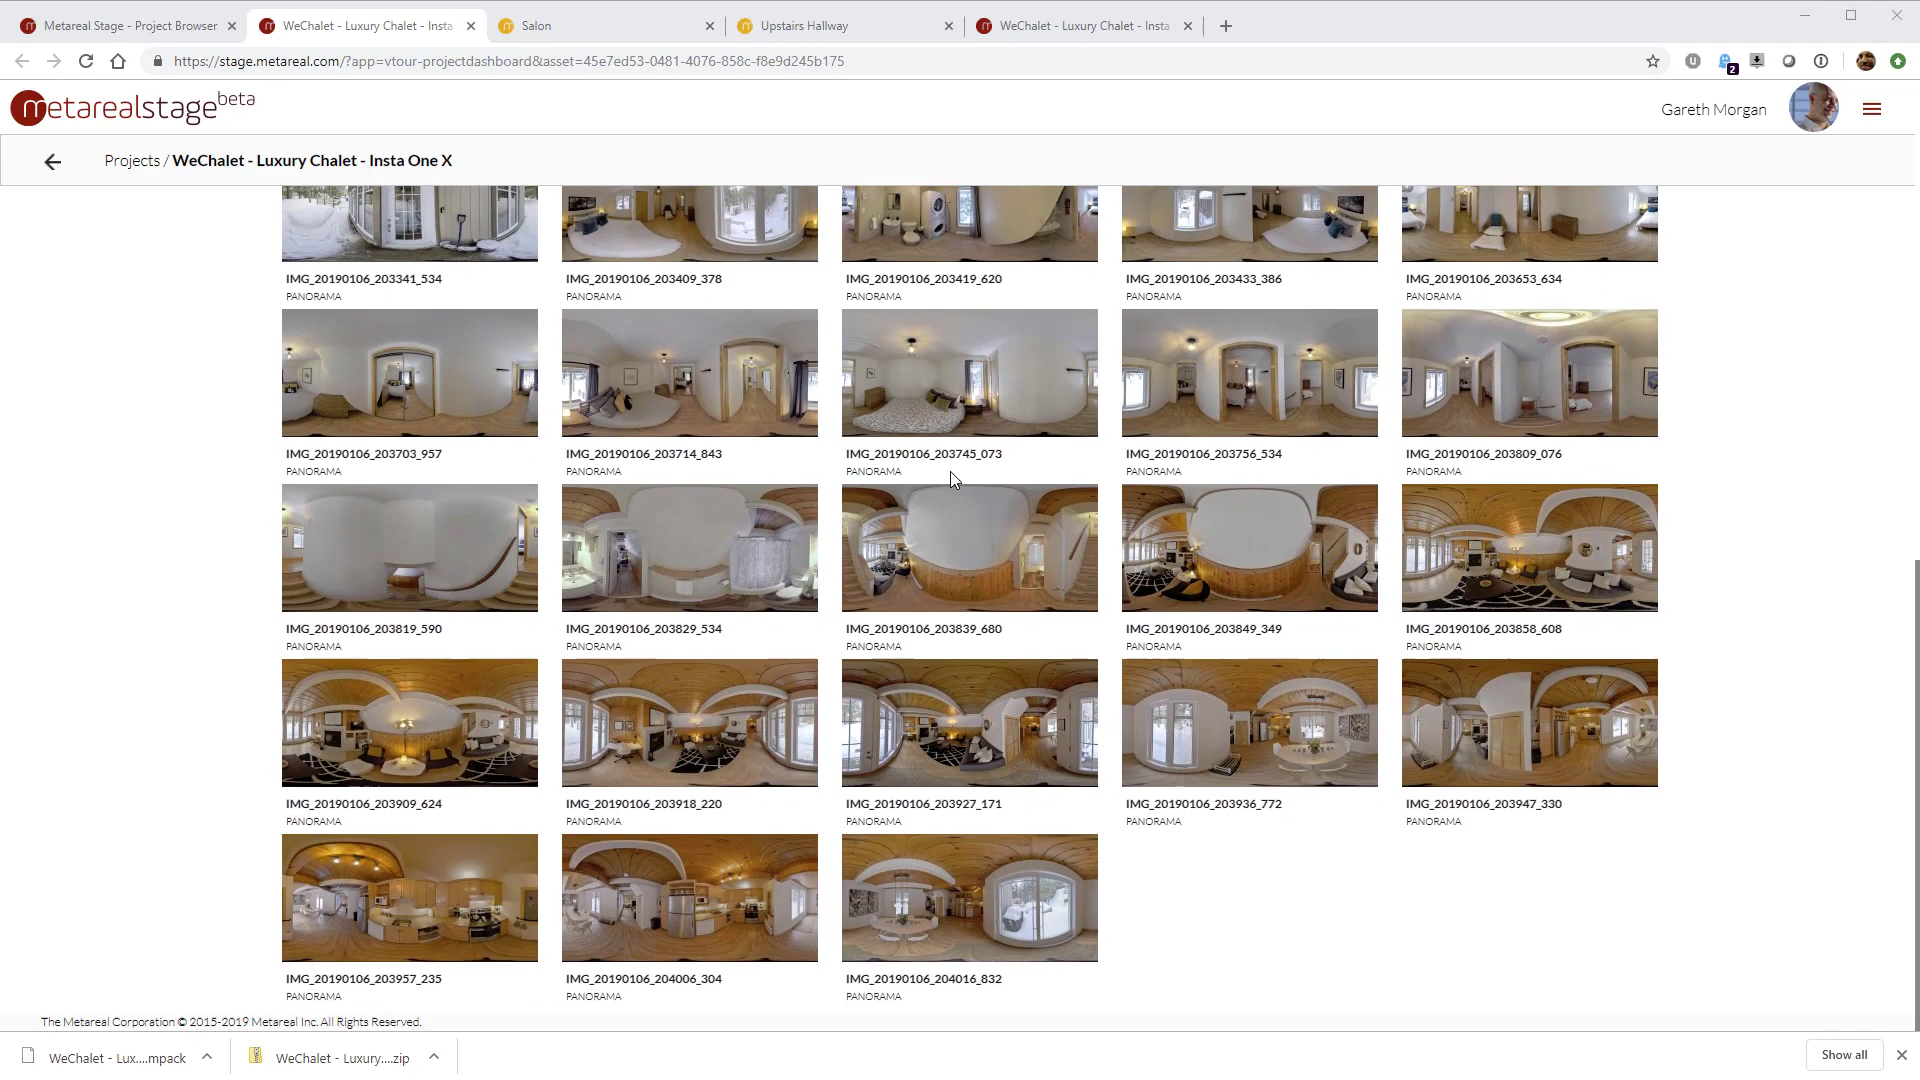 Metareal Stage - Project Browser
WeChalet - Luxury Chalet - Insta
Salon
Upstairs Hallway
WeChalet - Luxury Chalet - Insta
https://stage.metareal.com/?app=vtour-projectdashboard&asset=45e7ed53-0481-4076-858c-f8e9d245b175
2
metarealstage beta
Gareth Morgan
Projects / WeChalet - Luxury Chalet - Insta One X
IMG_20190106_203341_534
PANORAMA
IMG_20190106_203409_378
PANORAMA
IMG_20190106_203419_620
PANORAMA
IMG_20190106_203433_386
PANORAMA
IMG_20190106_203653_634
PANORAMA
IMG_20190106_203703_957
PANORAMA
IMG_20190106_203714_843
PANORAMA
IMG_20190106_203745_073
PANORAMA
IMG_20190106_203756_534
PANORAMA
IMG_20190106_203809_076
PANORAMA
IMG_20190106_203819_590
PANORAMA
IMG_20190106_203829_534
PANORAMA
IMG_20190106_203839_680
PANORAMA
IMG_20190106_203849_349
PANORAMA
IMG_20190106_203858_608
PANORAMA
IMG_20190106_203909_624
PANORAMA
IMG_20190106_203918_220
PANORAMA
IMG_20190106_203927_171
PANORAMA
IMG_20190106_203936_772
PANORAMA
IMG_20190106_203947_330
PANORAMA
IMG_20190106_203957_235
PANORAMA
IMG_20190106_204006_304
PANORAMA
IMG_20190106_204016_832
PANORAMA
The Metareal Corporation © 2015-2019 Metareal Inc. All Rights Reserved.
WeChalet - Lux....mpack
WeChalet - Luxury....zip
Show all